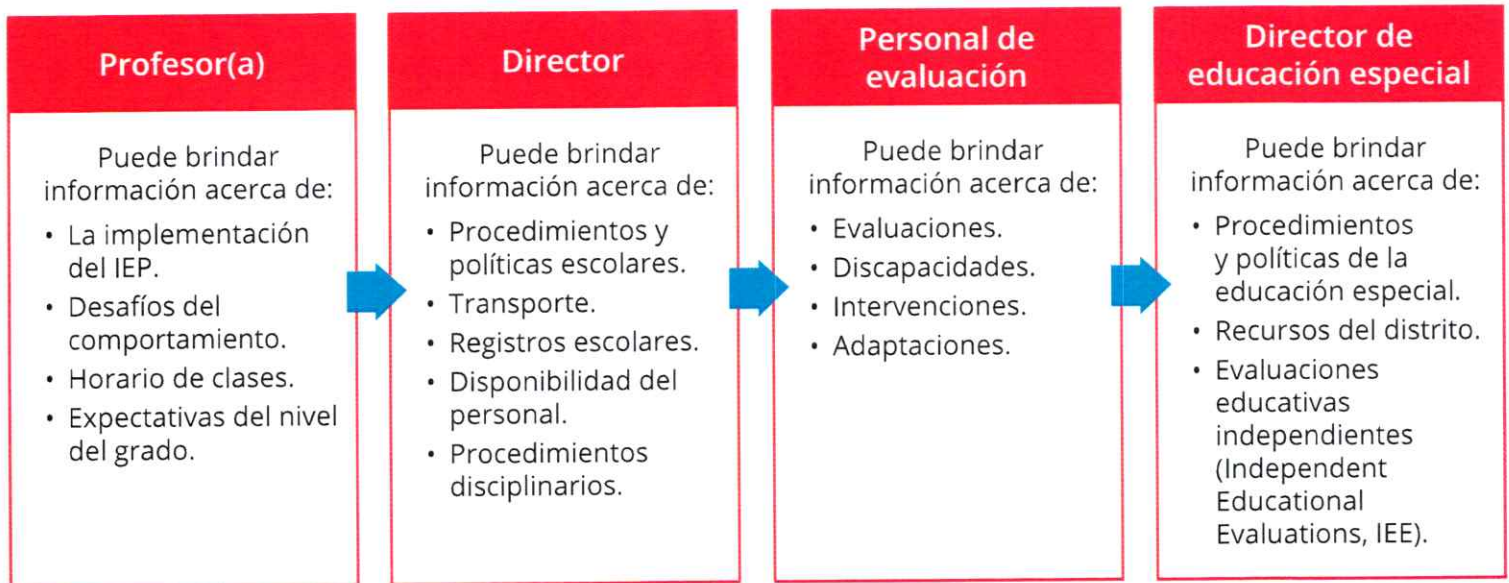 Profesor(a)
Puede brindar
información acerca de:
• La implementación
del IEP.
• Desafíos del
comportamiento.
• Horario de clases.
• Expectativas del nivel
del grado.
Director
Puede brindar
información acerca de:
• Procedimientos y
políticas escolares.
• Transporte.
• Registros escolares.
• Disponibilidad del
personal.
• Procedimientos
disciplinarios.
Personal de
evaluación
Puede brindar
información acerca de:
• Evaluaciones.
• Discapacidades.
• Intervenciones.
• Adaptaciones.
Director de
educación especial
Puede brindar
información acerca de:
• Procedimientos
y políticas de la
educación especial.
• Recursos del distrito.
• Evaluaciones
educativas
independientes
(Independent
Educational
Evaluations, IEE).